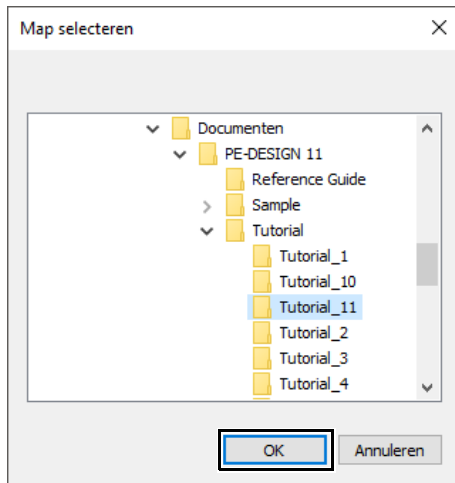 Map selecteren
Documenten
PE-DESIGN 11
Reference Guide
Sample
Tutorial
Tutorial_1
Tutorial_10
Tutorial_11
Tutorial_2
Tutorial_3
Tutorial_4
OK Annuleren